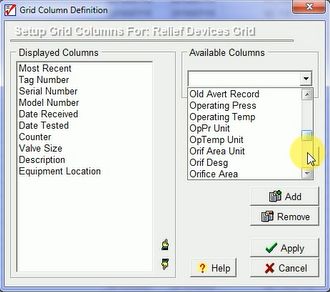 Grid Column Definition
Setup Grid Columns For: Relief Devices Grid
Displayed Columns
Most Recent
Tag Number
Serial Number
Model Number
Date Received
Date Tested
Counter
Valve Size
Description
Equipment Location
Available Columns
Old Avert Record
Operating Press
Operating Temp
OpPr Unit
OpTemp Unit
Orif Area Unit
Orif Desg
Orifice Area
Add
Remove
Apply
Help
Cancel